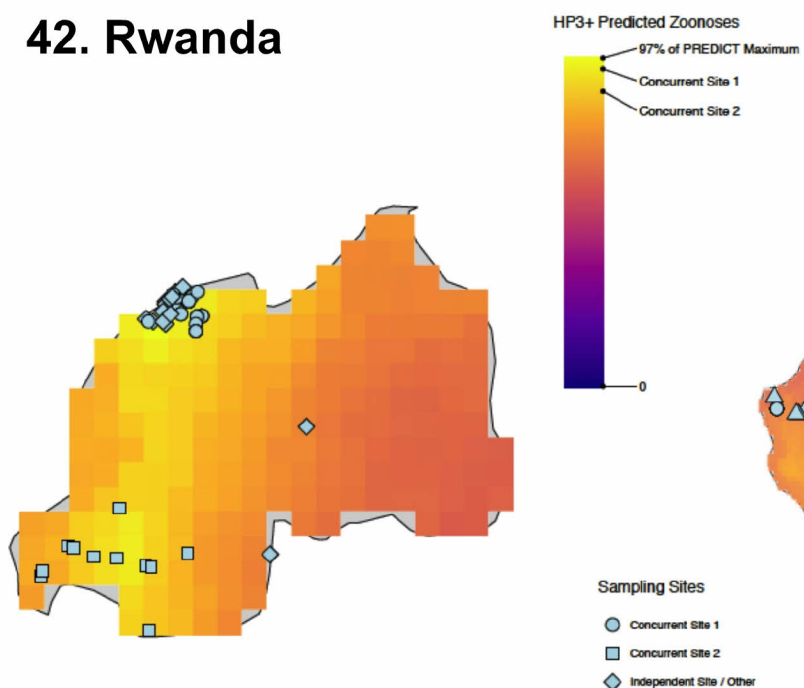 42. Rwanda
HP3+ Predicted Zoonoses
97% of PREDICT Maximum
Concurrent Site 1
Concurrent Site 2
0
Sampling Sites
Concurrent Site 1
Concurrent Site 2
Independent Site / Other